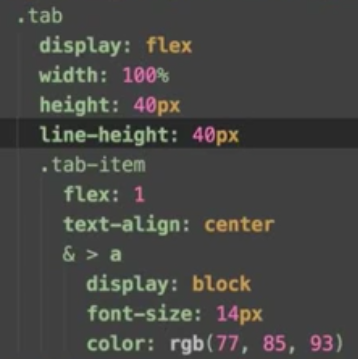 .tab
  display: flex
  width: 100%
  height: 40px
  line-height: 40px
  .tab-item
    flex: 1
    text-align: center
    & > a
      display: block
      font-size: 14px
      color: rgb(77, 85, 93)